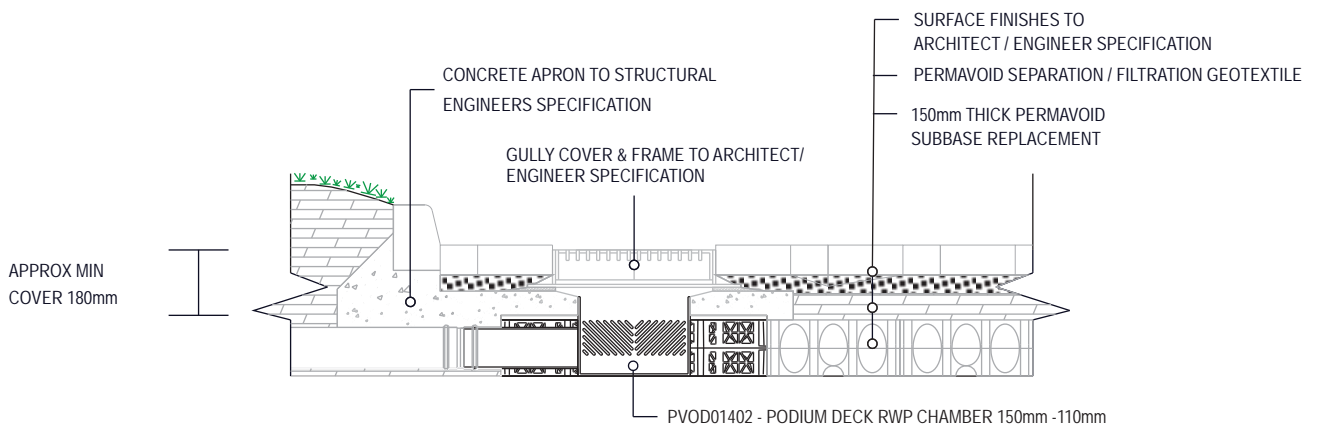 SURFACE FINISHES TO
ARCHITECT / ENGINEER SPECIFICATION
PERMAVOID SEPARATION / FILTRATION GEOTEXTILE
150mm THICK PERMAVOID
SUBBASE REPLACEMENT
CONCRETE APRON TO STRUCTURAL
ENGINEERS SPECIFICATION
GULLY COVER & FRAME TO ARCHITECT/
ENGINEER SPECIFICATION
APPROX MIN
COVER 180mm
PVOD01402 - PODIUM DECK RWP CHAMBER 150mm -110mm